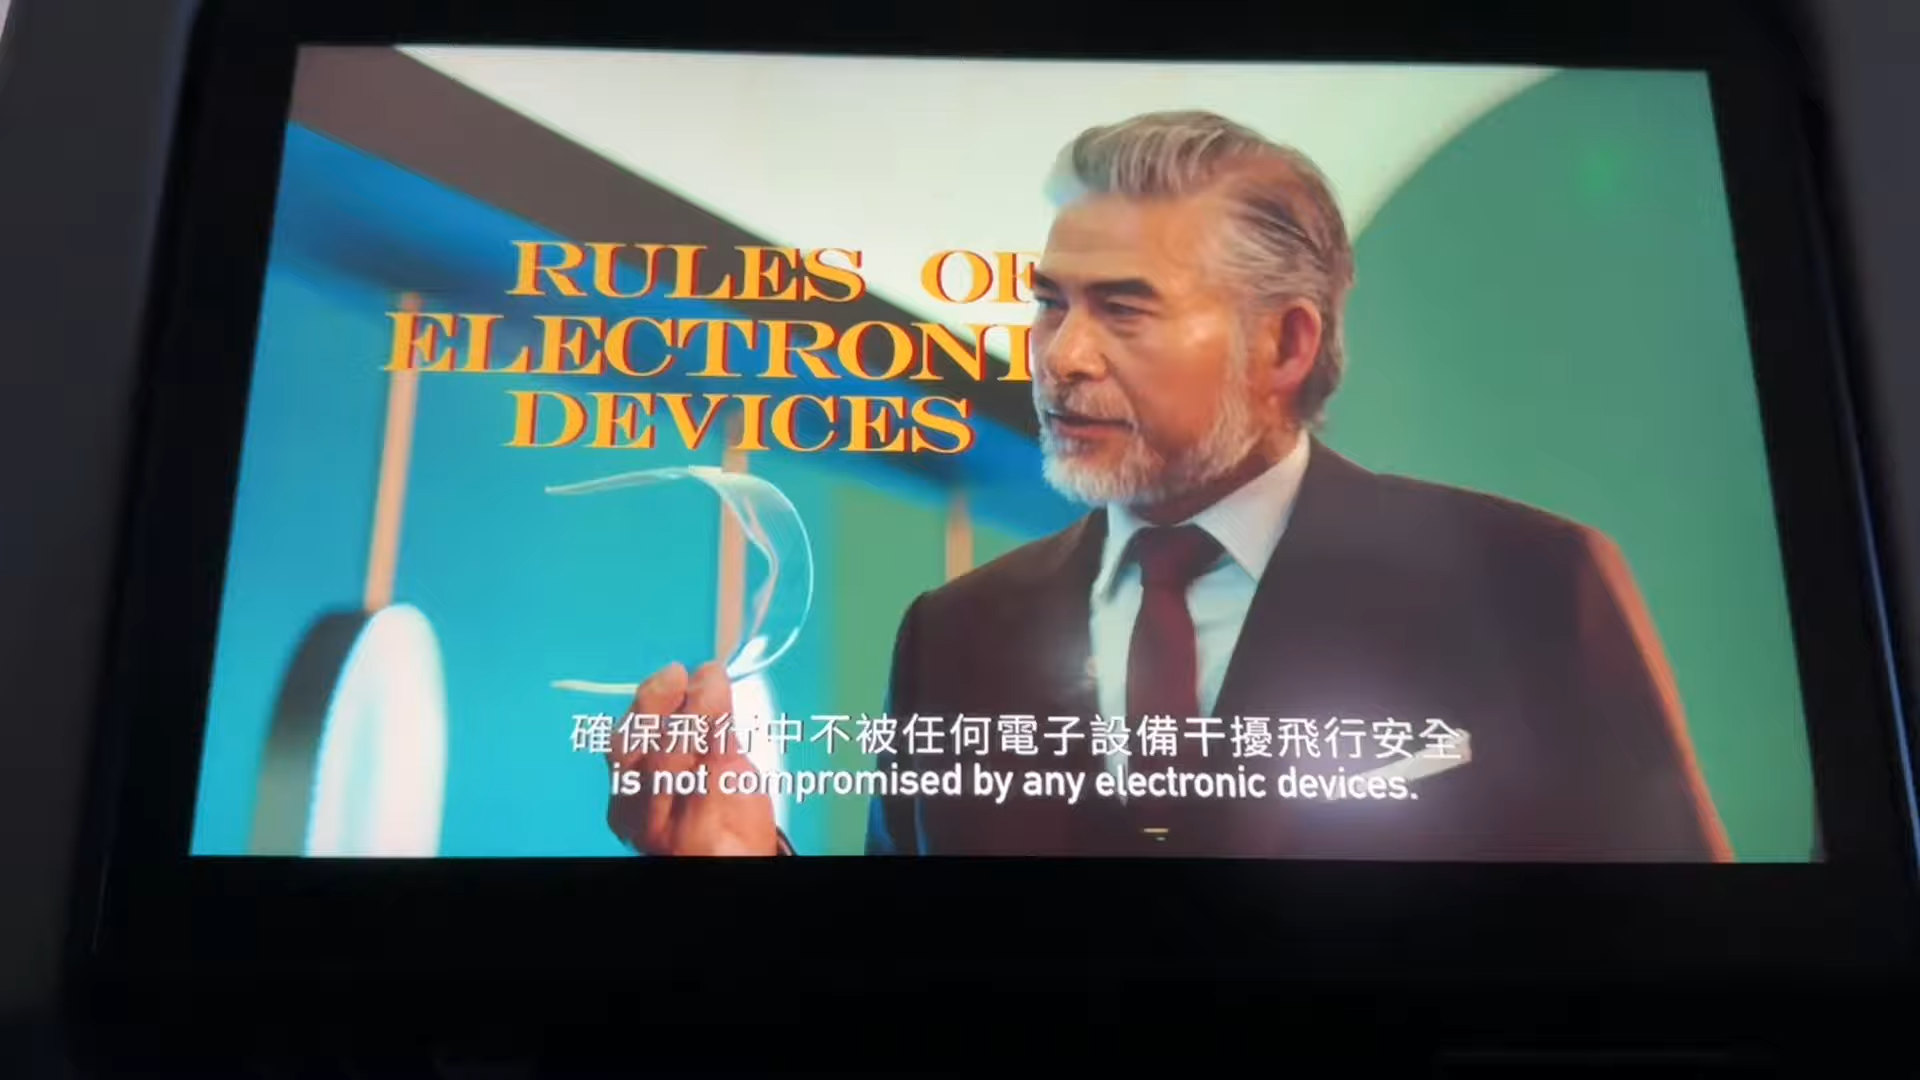 RULES OF
ELECTRONI
DEVICES
確保飛行中不被任何電子設備干擾飛行安全
is not compromised by any electronic devices.